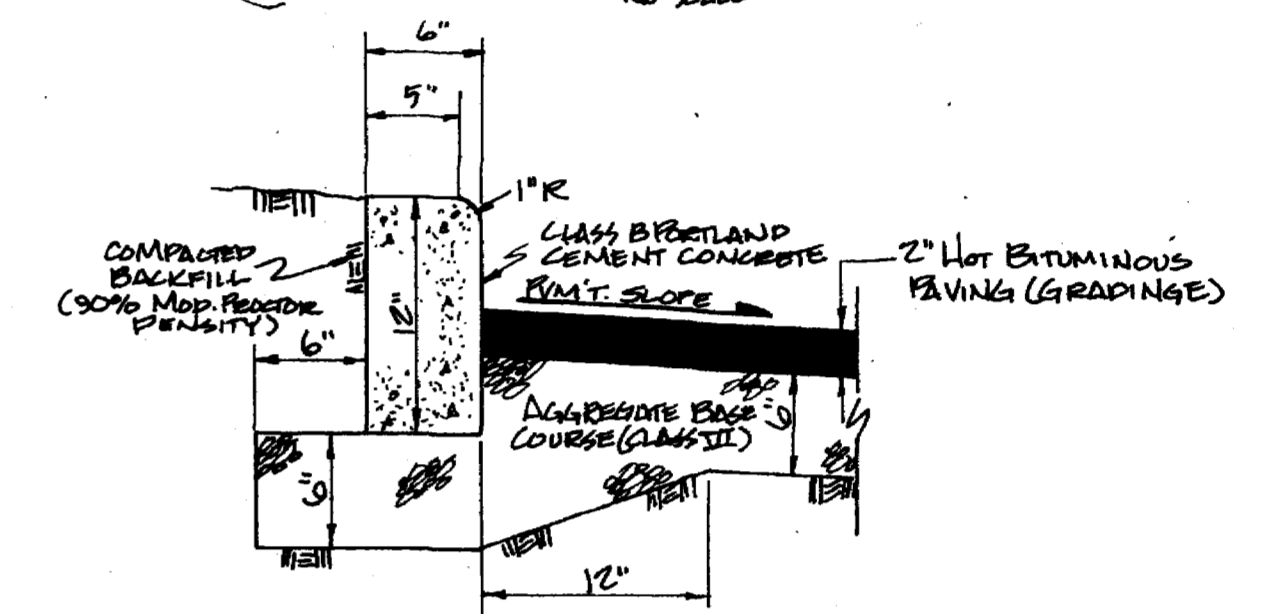 6"
5"
1"R
CLASS B PORTLAND
CEMENT CONCRETE
PVM'T. SLOPE
2" HOT BITUMINOUS
PAVING (GRADING E)
COMPACTED
BACKFILL
(90% MOD. PROCTOR
DENSITY)
12"
6"
AGGREGATE BASE
COURSE (CLASS VI)
6"
6"
12"